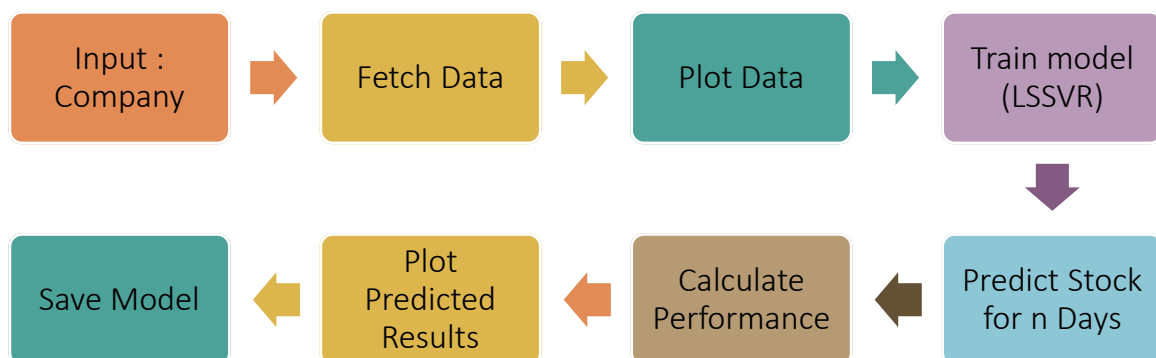 Input :
Company
Fetch Data
Plot Data
Train model
(LSSVR)
Predict Stock
for n Days
Calculate
Performance
Plot
Predicted
Results
Save Model